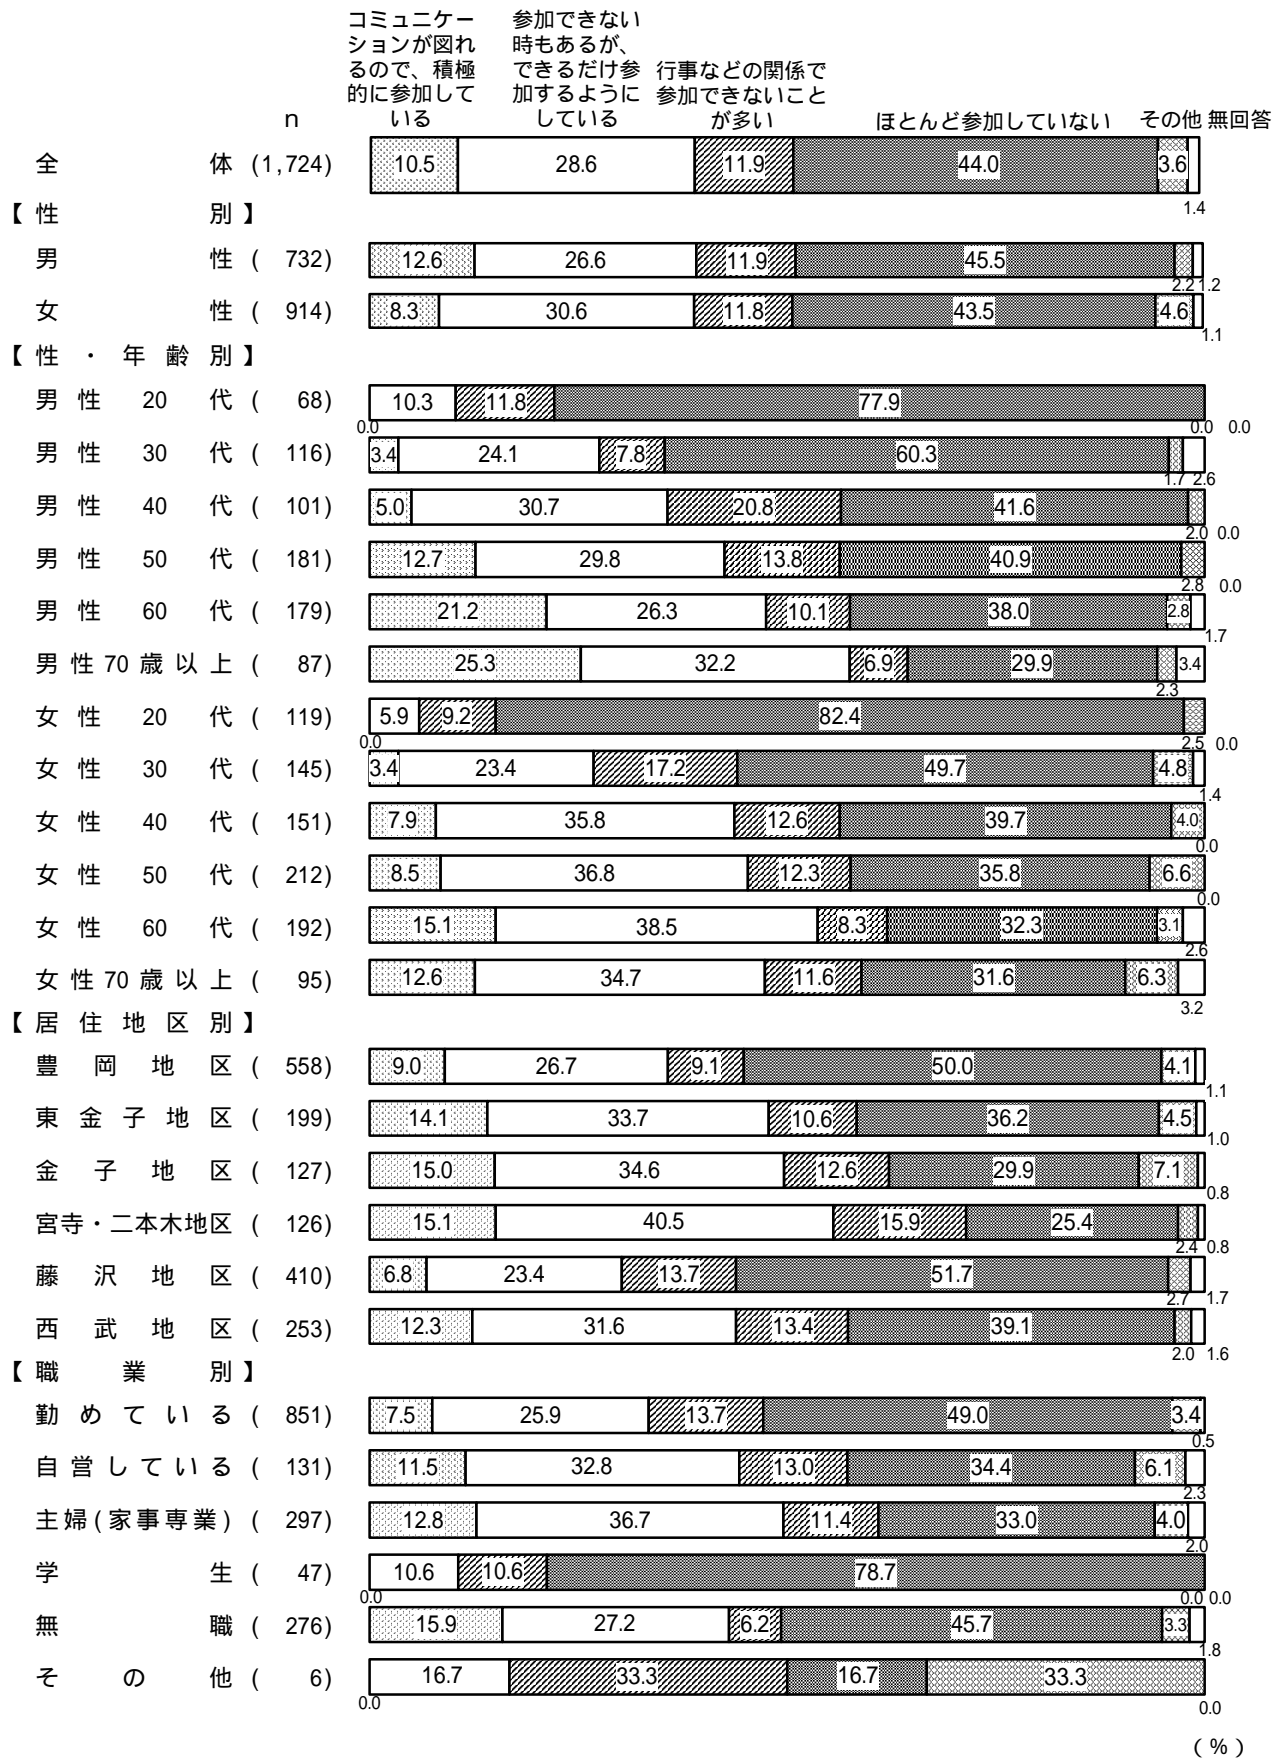 コミュニケー
ションが図れ
るので、積極
的に参加して
いる
参加できない
時もあるが、
できるだけ参
加するように
している
行事などの関係で
参加できないこと
が多い
ほとんど参加していない
その他 無回答
n
全体 (1,724) 10.5 28.6 11.9 44.0 3.6
1.4
【性別】
男性 ( 732) 12.6 26.6 11.9 45.5
2.2 1.2
女性 ( 914) 8.3 30.6 11.8 43.5 4.6
1.1
【性・年齢別】
男性 20 代 ( 68) 10.3 11.8 77.9
0.0 0.0 0.0
男性 30 代 ( 116) 3.4 24.1 7.8 60.3
1.7 2.6
男性 40 代 ( 101) 5.0 30.7 20.8 41.6
2.0 0.0
男性 50 代 ( 181) 12.7 29.8 13.8 40.9
2.8 0.0
男性 60 代 ( 179) 21.2 26.3 10.1 38.0 2.8
1.7
男性70歳以上 ( 87) 25.3 32.2 6.9 29.9 3.4
2.3
女性 20 代 ( 119) 5.9 9.2 82.4
0.0 2.5 0.0
女性 30 代 ( 145) 3.4 23.4 17.2 49.7 4.8
1.4
女性 40 代 ( 151) 7.9 35.8 12.6 39.7 4.0
0.0
女性 50 代 ( 212) 8.5 36.8 12.3 35.8 6.6
0.0
女性 60 代 ( 192) 15.1 38.5 8.3 32.3 3.1
2.6
女性70歳以上 ( 95) 12.6 34.7 11.6 31.6 6.3
3.2
【居住地区別】
豊岡地区 ( 558) 9.0 26.7 9.1 50.0 4.1
1.1
東金子地区 ( 199) 14.1 33.7 10.6 36.2 4.5
1.0
金子地区 ( 127) 15.0 34.6 12.6 29.9 7.1
0.8
宮寺・二本木地区 ( 126) 15.1 40.5 15.9 25.4
2.4 0.8
藤沢地区 ( 410) 6.8 23.4 13.7 51.7
2.7 1.7
西武地区 ( 253) 12.3 31.6 13.4 39.1
2.0 1.6
【職業別】
勤めている ( 851) 7.5 25.9 13.7 49.0 3.4
0.5
自営している ( 131) 11.5 32.8 13.0 34.4 6.1
2.3
主婦(家事専業) ( 297) 12.8 36.7 11.4 33.0 4.0
2.0
学生 ( 47) 10.6 10.6 78.7
0.0 0.0 0.0
無職 ( 276) 15.9 27.2 6.2 45.7 3.3
1.8
その他 ( 6) 16.7 33.3 16.7 33.3
0.0 0.0
(%)